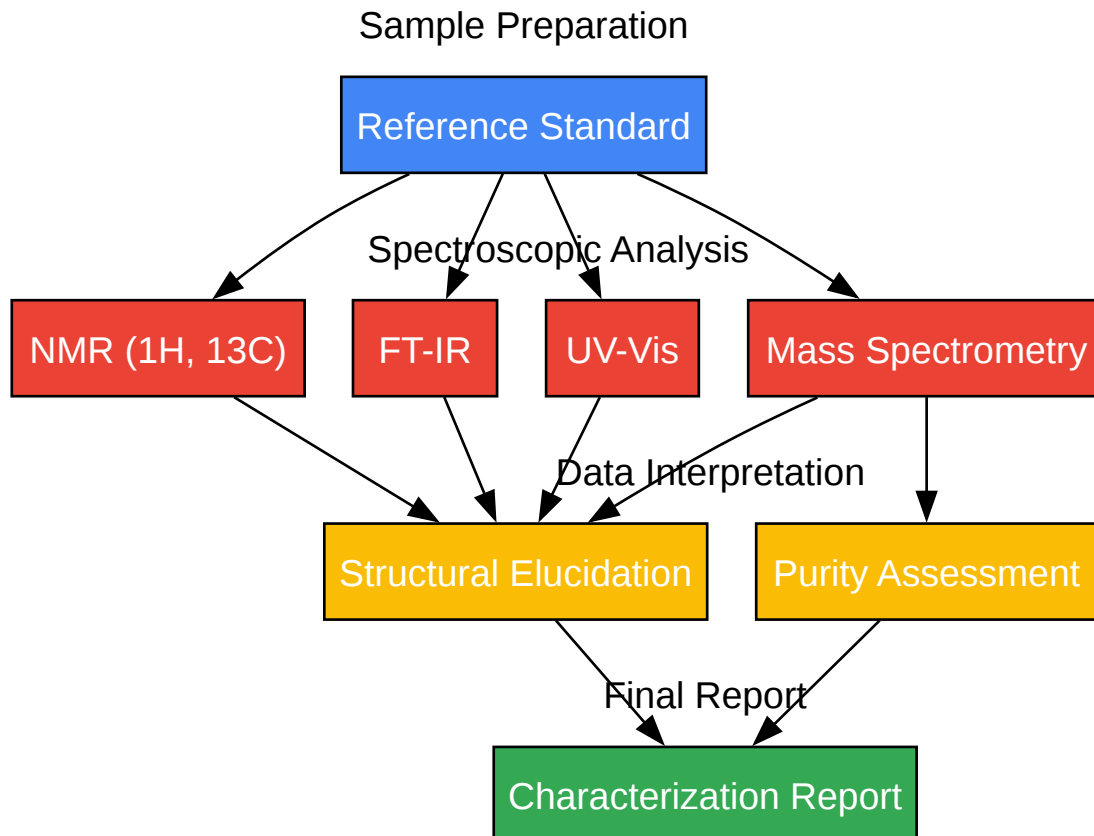 Sample Preparation
Reference Standard
Spectroscopic Analysis
NMR (1H, 13C)
FT-IR
UV-Vis
Mass Spectrometry
Data Interpretation
Structural Elucidation
Purity Assessment
Final Report
Characterization Report